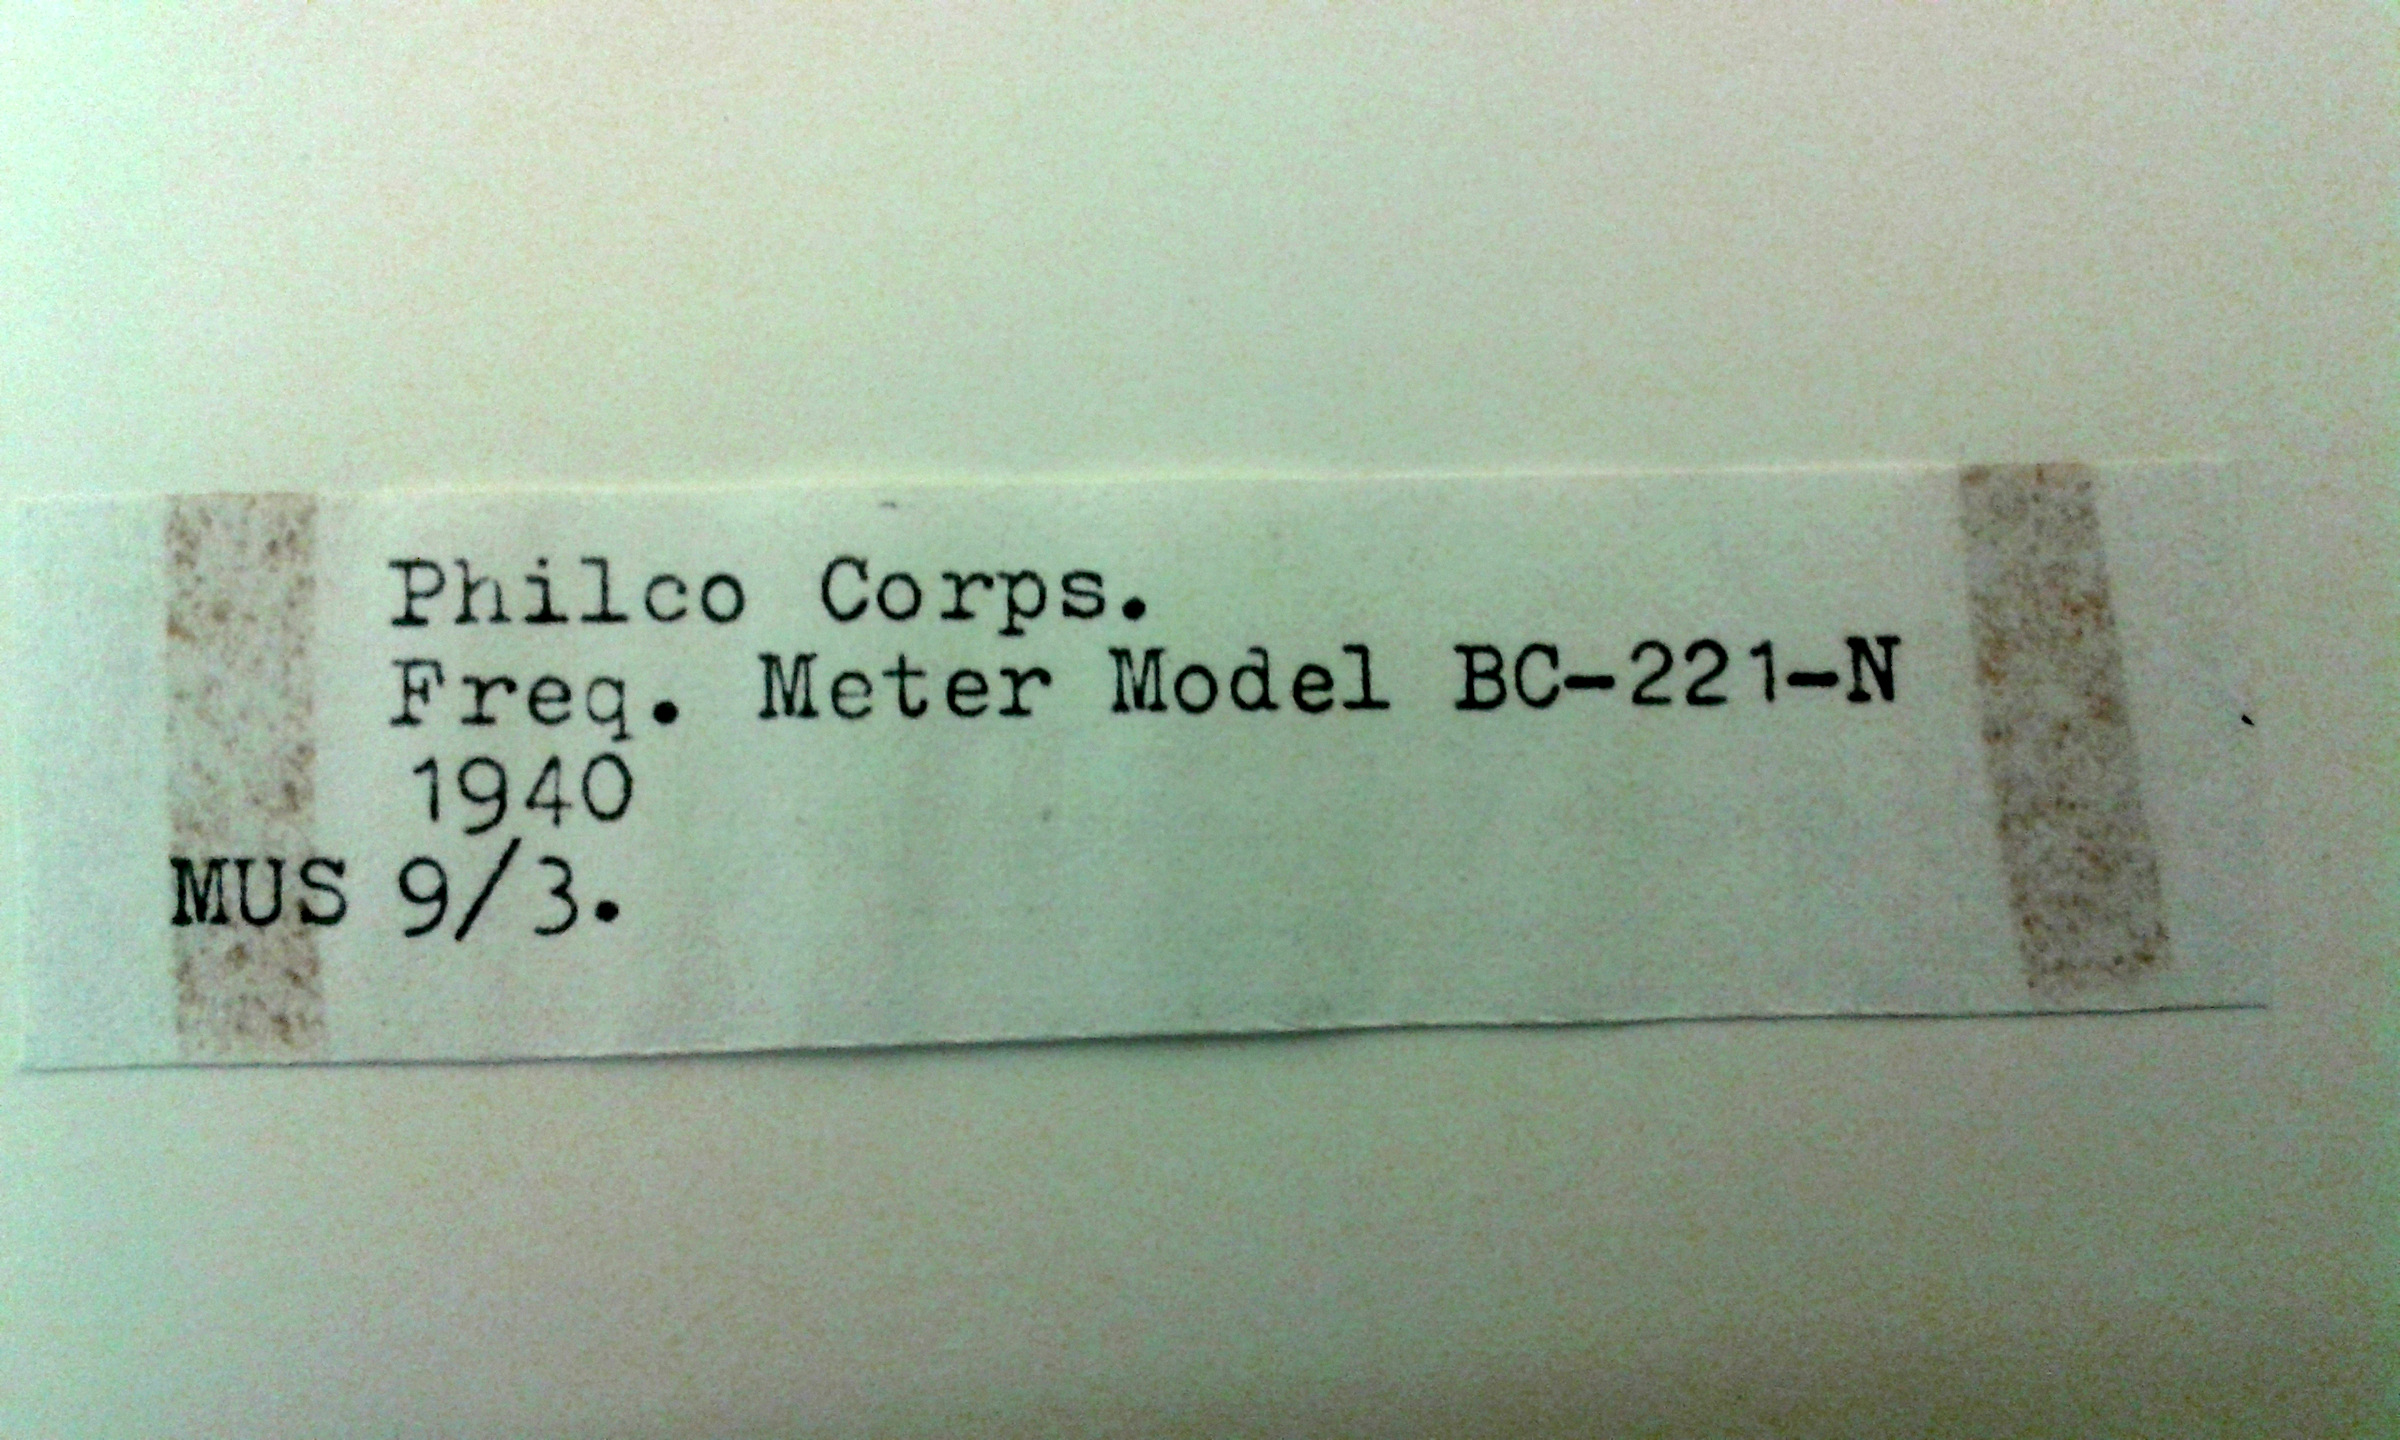 Philco Corps.
Freq. Meter Model BC-221-N
1940
MUS 9/3.